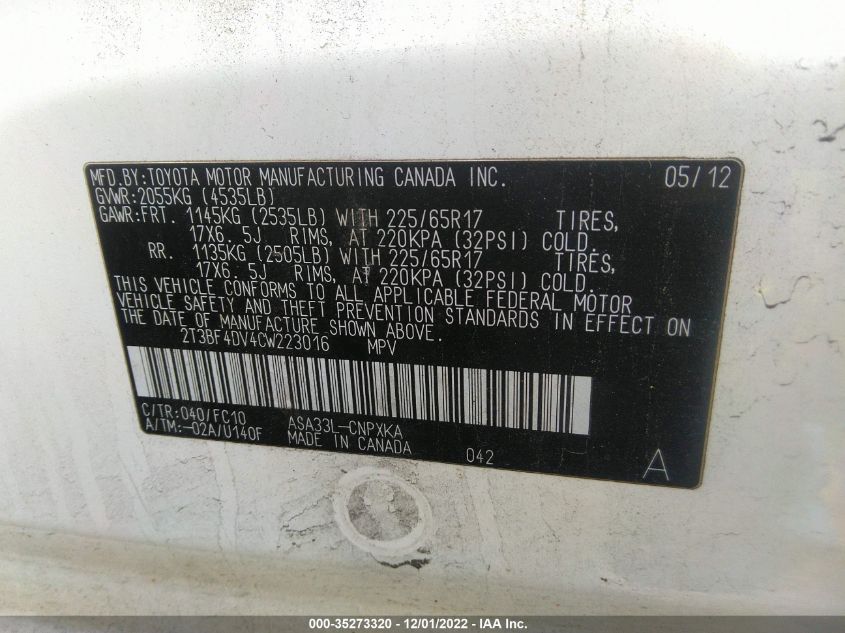 MFD.BY:TOYOTA MOTOR MANUFACTURING CANADA INC. 05/12
GVWR:2055KG (4535LB)
GAWR:FRT. 1145KG (2535LB) WITH 225/65R17 TIRES,
17X6.5J RIMS, AT 220KPA (32PSI) COLD.
RR. 1135KG (2505LB) WITH 225/65R17 TIRES,
17X6.5J RIMS, AT 220KPA (32PSI) COLD.
THIS VEHICLE CONFORMS TO ALL APPLICABLE FEDERAL MOTOR
VEHICLE SAFETY AND THEFT PREVENTION STANDARDS IN EFFECT ON
THE DATE OF MANUFACTURE SHOWN ABOVE.
2T3BF4DV4CW223016 MPV
C/TR:040/FC10 ASA33L-CNPXKA
A/TM:-02A/U140F MADE IN CANADA 042 A
000-35273320 - 12/01/2022 - IAA Inc.